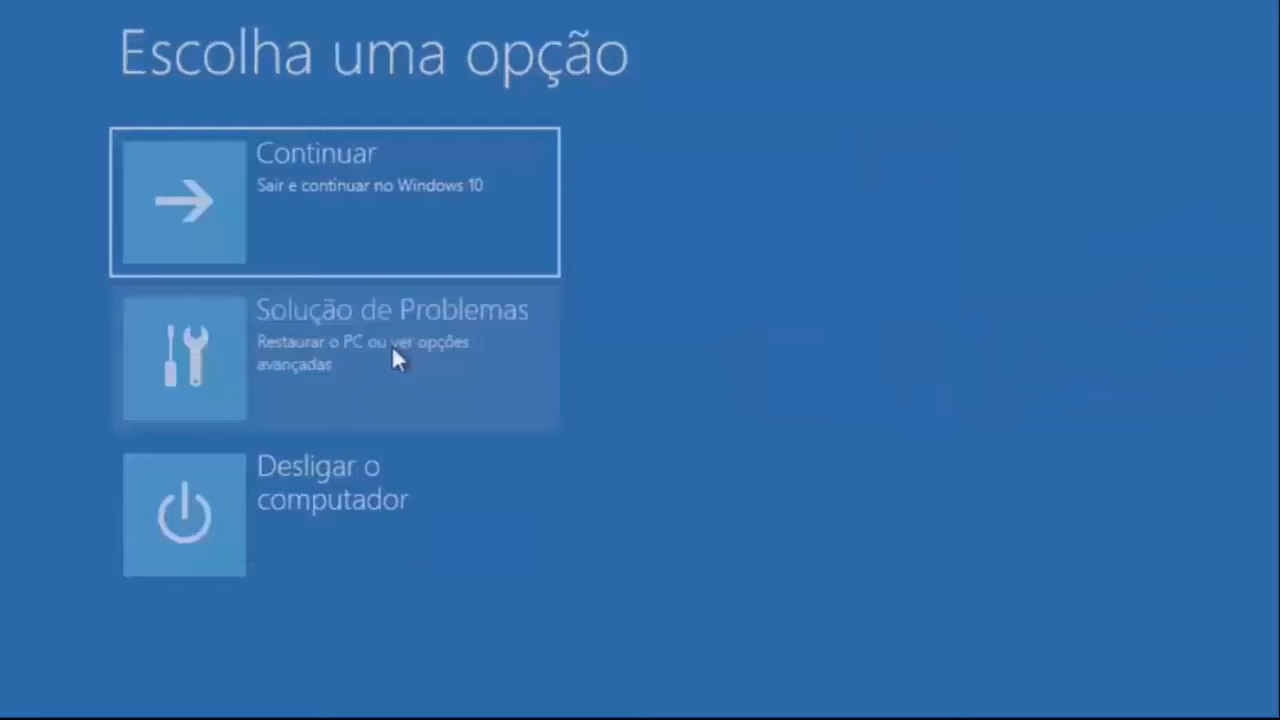 Escolha uma opção
Continuar
Sair e continuar no Windows 10
Solução de Problemas
Restaurar o PC ou ver opções
avançadas
Desligar o
computador